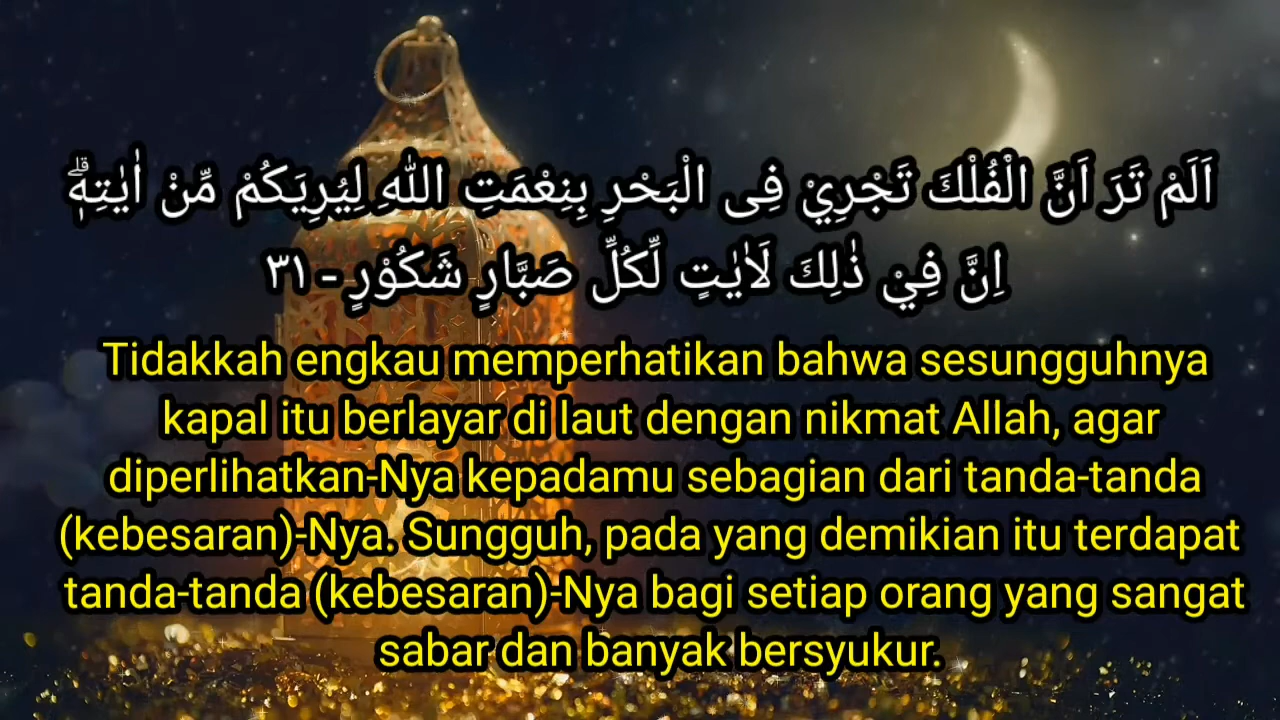 اَلَمْ تَرَ اَنَّ الْفُلْكَ تَجْرِيْ فِى الْبَحْرِ بِنِعْمَتِ اللّٰهِ لِيُرِيَكُمْ مِّنْ اٰيٰتِهٖۗ
اِنَّ فِيْ ذٰلِكَ لَاٰيٰتٍ لِّكُلِّ صَبَّارٍ شَكُوْرٍ - ٣١
Tidakkah engkau memperhatikan bahwa sesungguhnya
kapal itu berlayar di laut dengan nikmat Allah, agar
diperlihatkan-Nya kepadamu sebagian dari tanda-tanda
(kebesaran)-Nya. Sungguh, pada yang demikian itu terdapat
tanda-tanda (kebesaran)-Nya bagi setiap orang yang sangat
sabar dan banyak bersyukur.